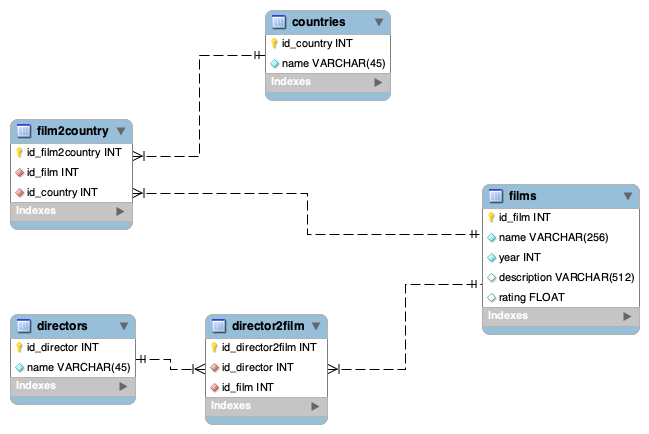 countries
id_country INT
name VARCHAR(45)
Indexes
film2country
id_film2country INT
id_film INT
id_country INT
Indexes
films
id_film INT
name VARCHAR(256)
year INT
description VARCHAR(512)
rating FLOAT
Indexes
directors
id_director INT
name VARCHAR(45)
Indexes
director2film
id_director2film INT
id_director INT
id_film INT
Indexes